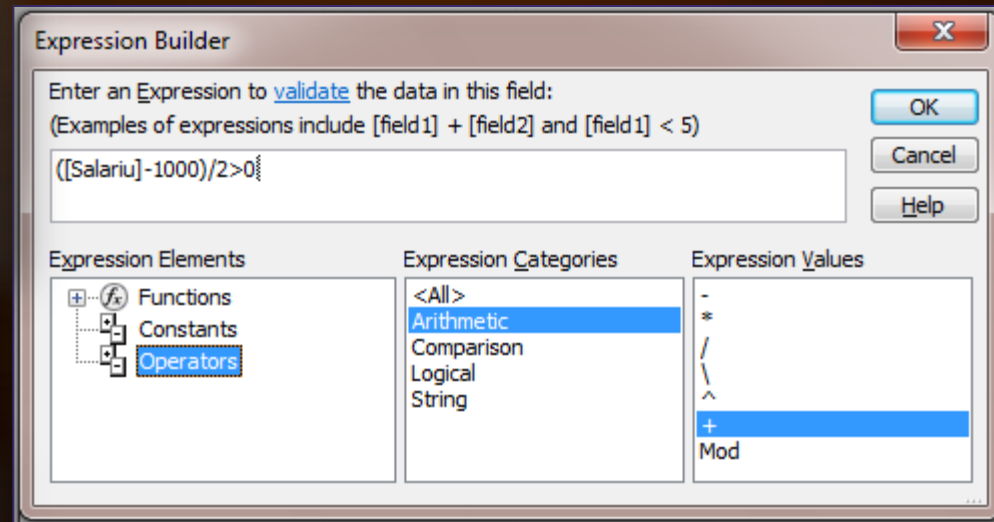 Expression Builder
Enter an Expression to validate the data in this field:
(Examples of expressions include [field1] + [field2] and [field1] < 5)
OK
([Salariu]-1000)/2>0
Cancel
Help
Expression Elements
Functions
Constants
Operators
Expression Categories
<All>
Arithmetic
Comparison
Logical
String
Expression Values
-
*
/
\
^
+
Mod